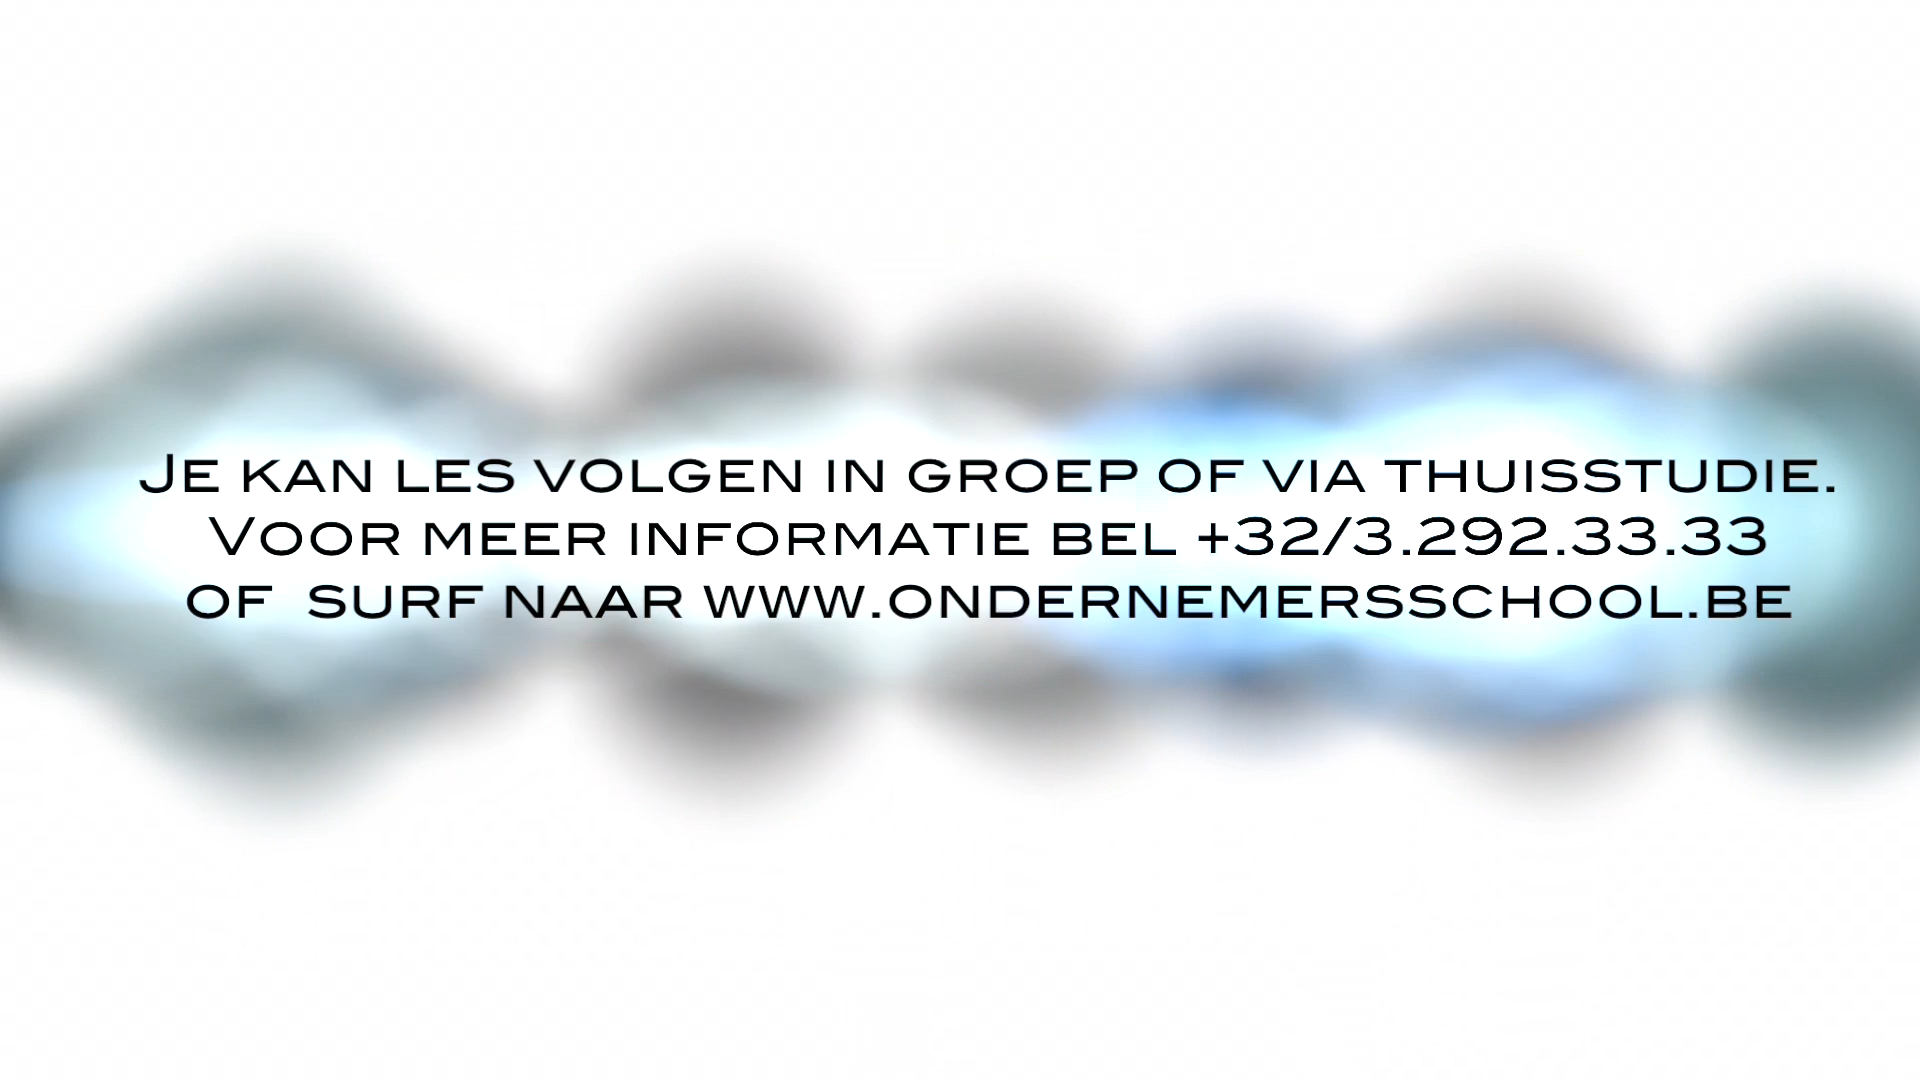 Je kan les volgen in groep of via thuisstudie.
Voor meer informatie bel +32/3.292.33.33
of surf naar www.ondernemersschool.be